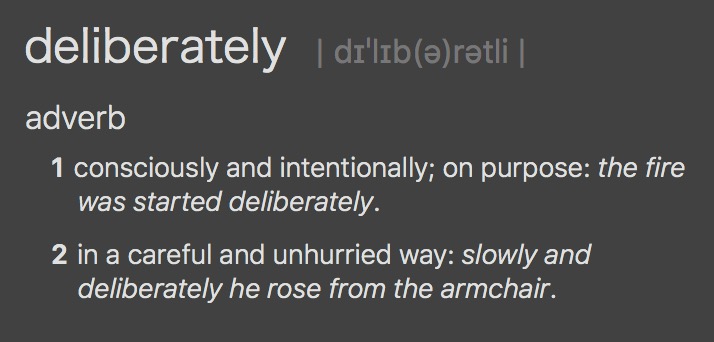 deliberately | dɪˈlɪb(ə)rətli |
adverb
1 consciously and intentionally; on purpose: the fire
was started deliberately.
2 in a careful and unhurried way: slowly and
deliberately he rose from the armchair.